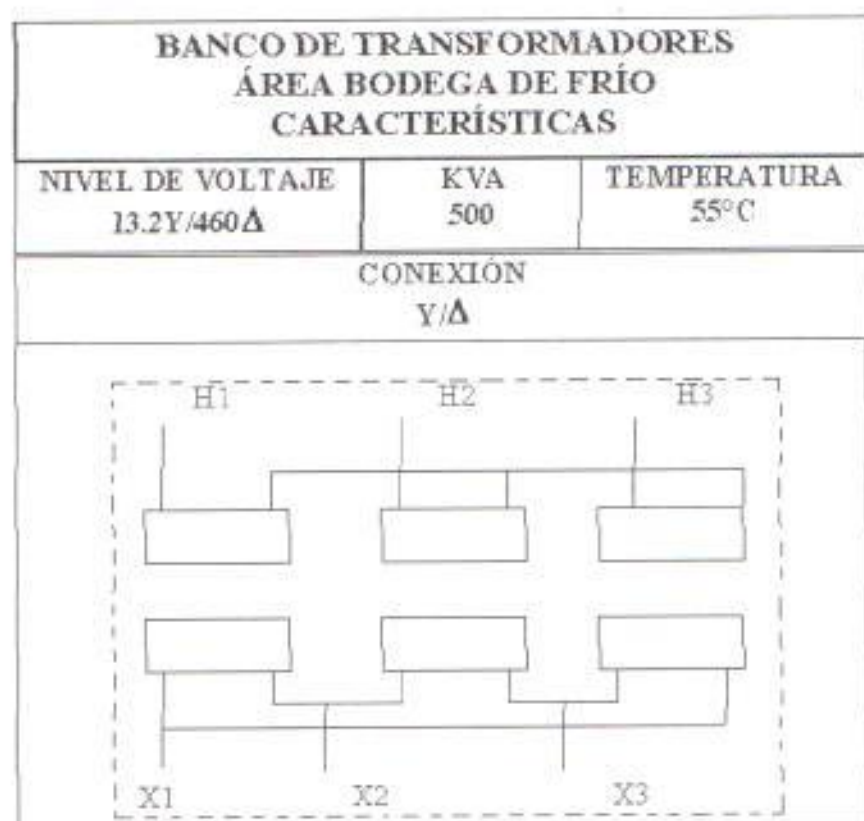 BANCO DE TRANSFORMADORES
ÁREA BODEGA DE FRÍO
CARACTERÍSTICAS
NIVEL DE VOLTAJE
13.2Y/460Δ
KVA
500
TEMPERATURA
55°C
CONEXIÓN
Y/Δ
H1 H2 H3
X1 X2 X3